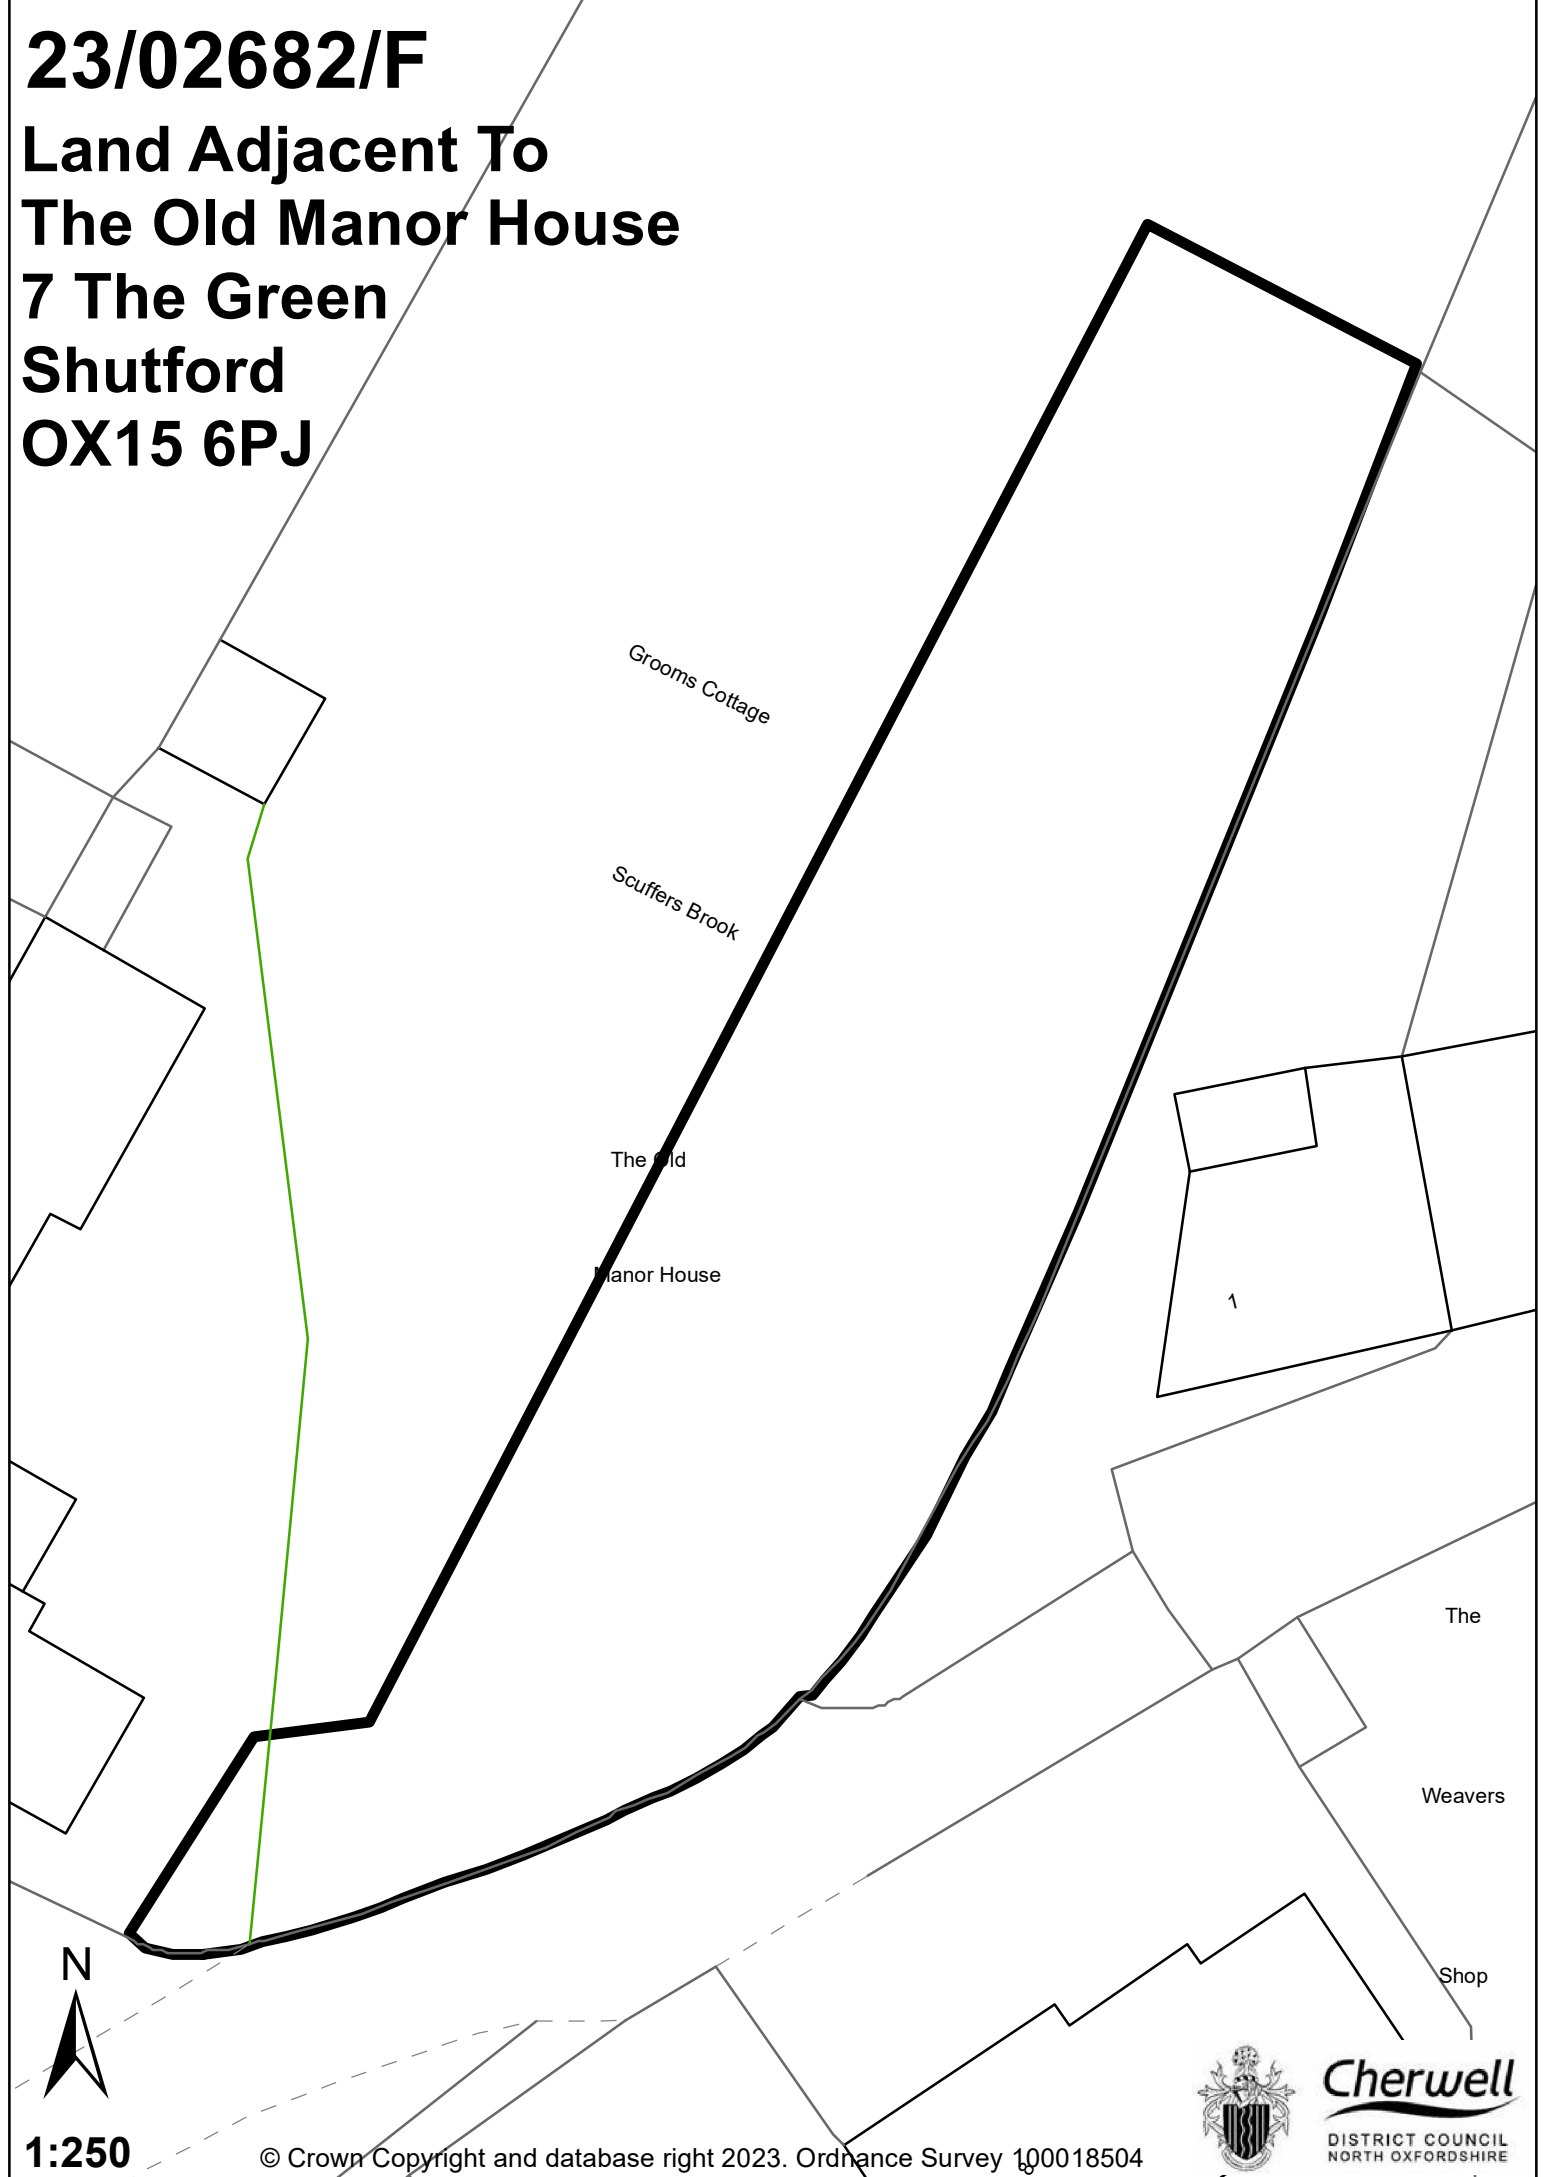 23/02682/F
Land Adjacent To
The Old Manor House
7 The Green
Shutford
OX15 6PJ
Grooms Cottage
Scuffers Brook
The Old
Manor House
1
The
Weavers
Shop
N
1:250
© Crown Copyright and database right 2023. Ordnance Survey 100018504
8
Cherwell
DISTRICT COUNCIL
NORTH OXFORDSHIRE